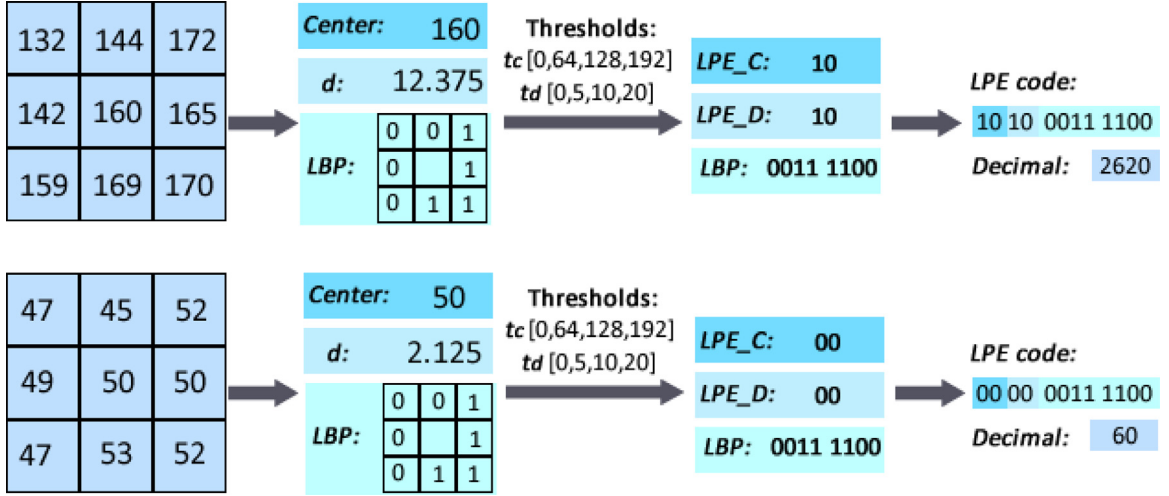 132 144 172
142 160 165
159 169 170
Center: 160
d: 12.375
LBP:
0 0 1
0 1
0 1 1
Thresholds:
tc [0,64,128,192]
td [0,5,10,20]
LPE_C: 10
LPE_D: 10
LBP: 0011 1100
LPE code:
10 10 0011 1100
Decimal: 2620
47 45 52
49 50 50
47 53 52
Center: 50
d: 2.125
LBP:
0 0 1
0 1
0 1 1
Thresholds:
tc [0,64,128,192]
td [0,5,10,20]
LPE_C: 00
LPE_D: 00
LBP: 0011 1100
LPE code:
00 00 0011 1100
Decimal: 60